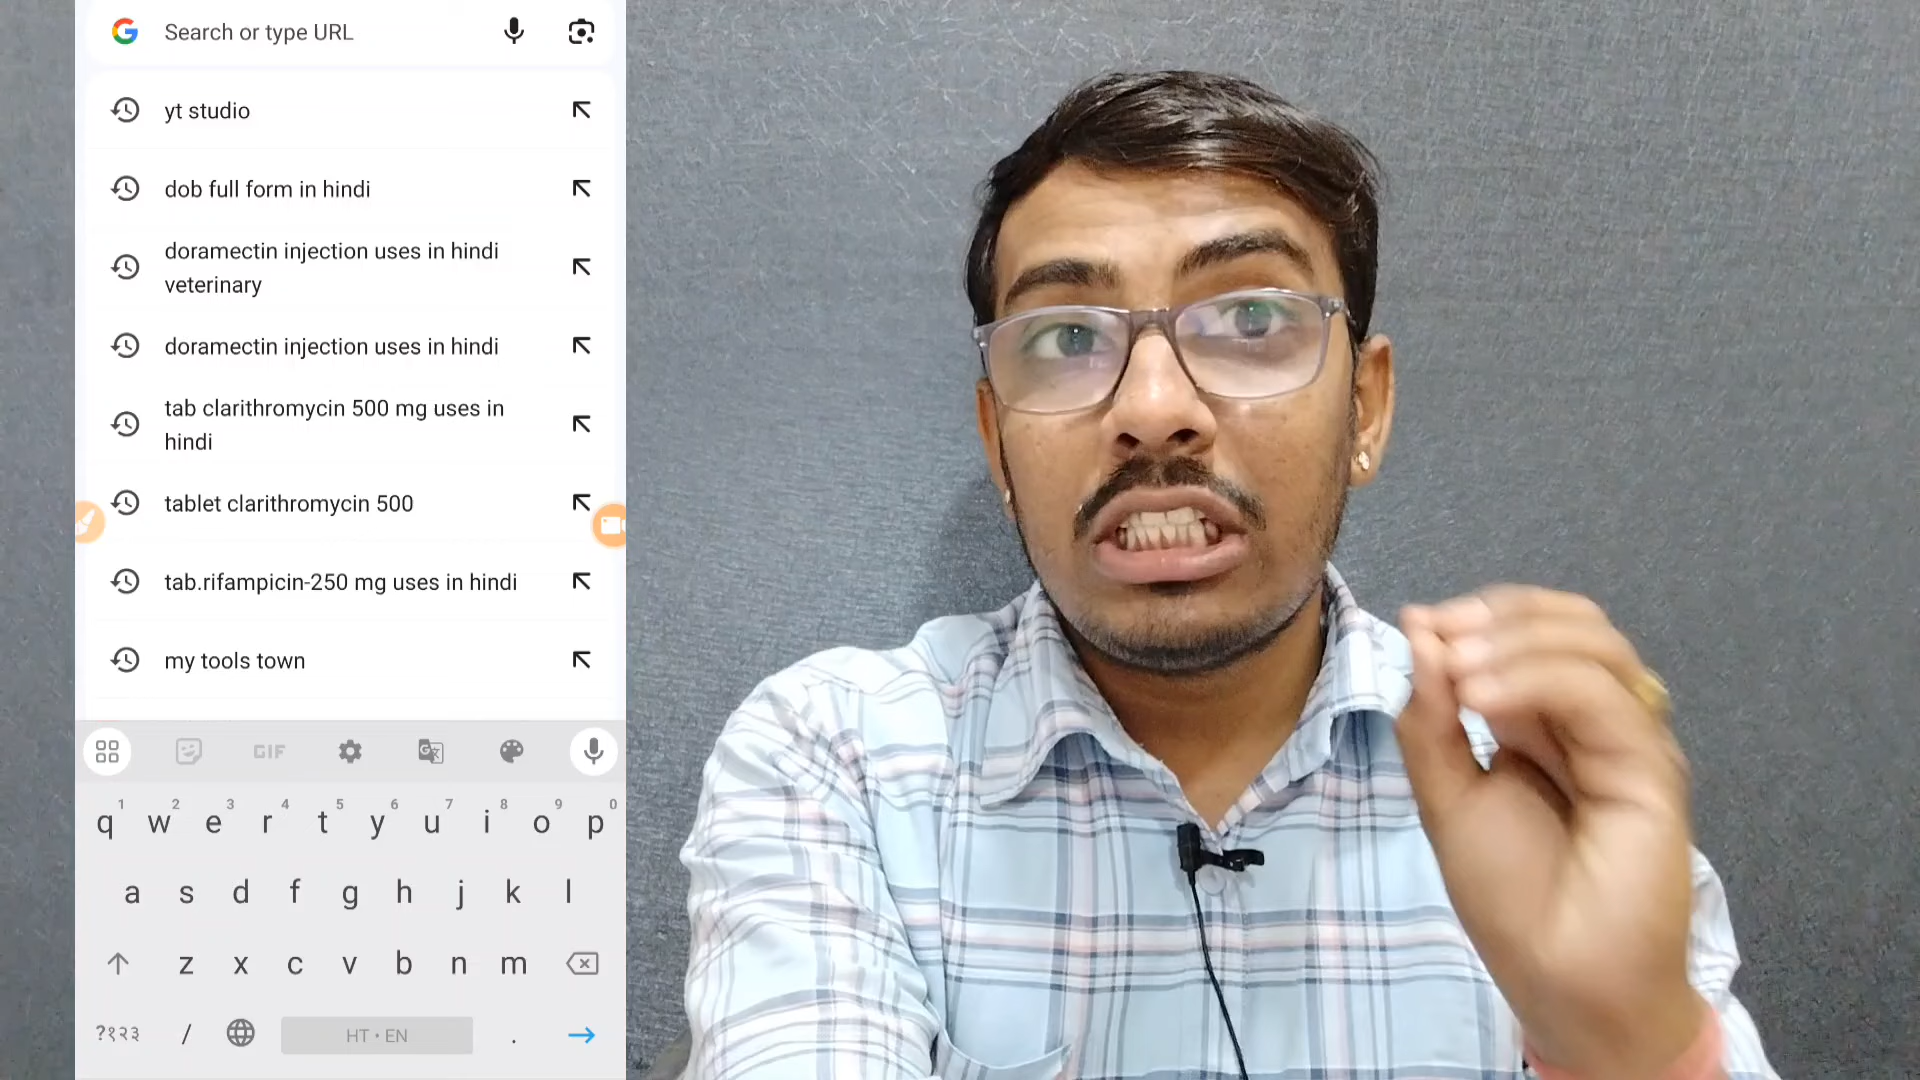 Search or type URL
yt studio
dob full form in hindi
doramectin injection uses in hindi
veterinary
doramectin injection uses in hindi
tab clarithromycin 500 mg uses in
hindi
tablet clarithromycin 500
tab.rifampicin-250 mg uses in hindi
my tools town
GIF
1 2 3 4 5 6 7 8 9 0
q w e r t y u i o p
a s d f g h j k l
z x c v b n m
?१२३ / HT • EN .